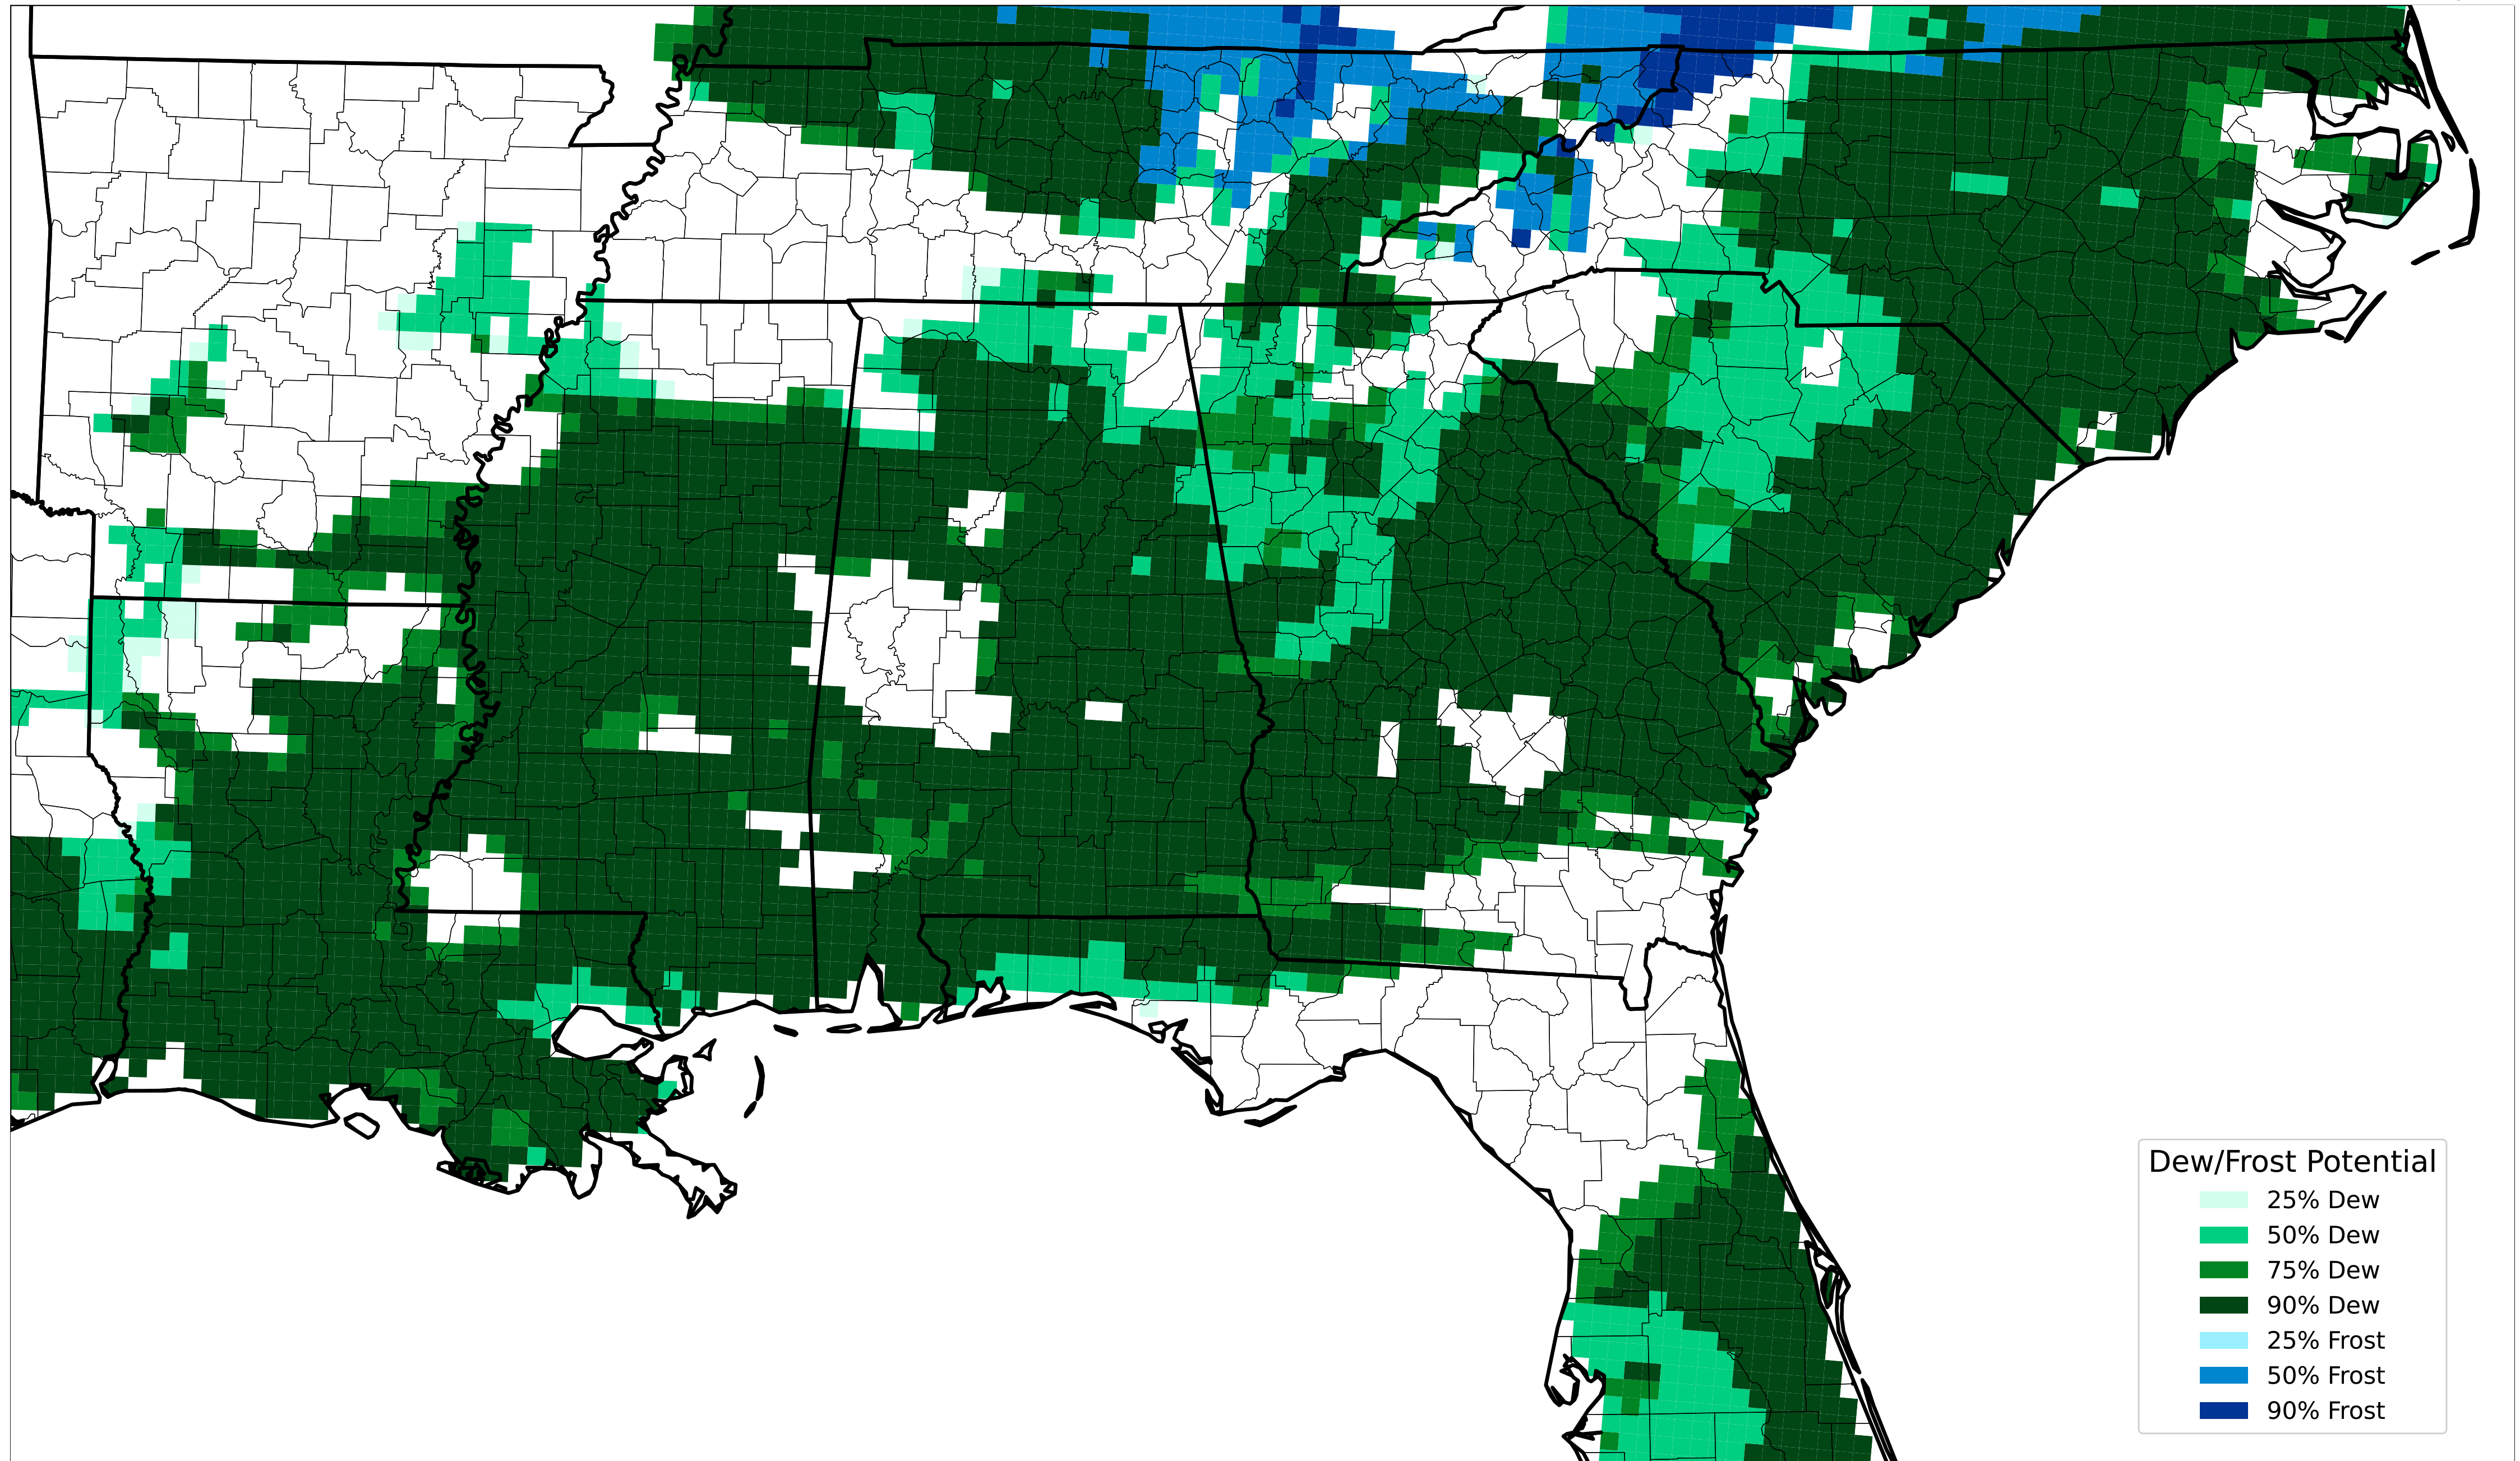 Dew/Frost Potential
25% Dew
50% Dew
75% Dew
90% Dew
25% Frost
50% Frost
90% Frost